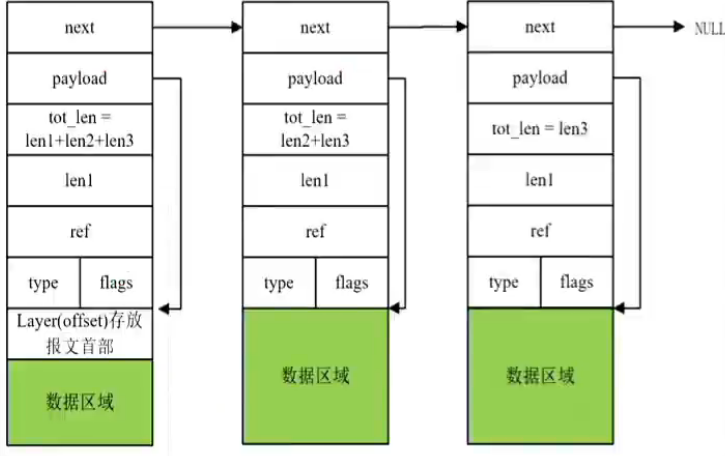 next
next
next
NULL
payload
payload
payload
tot_len =
len1+len2+len3
tot_len =
len2+len3
tot_len = len3
len1
len1
len1
ref
ref
ref
type
flags
type
flags
type
flags
Layer(offset)存放
报文首部
数据区域
数据区域
数据区域